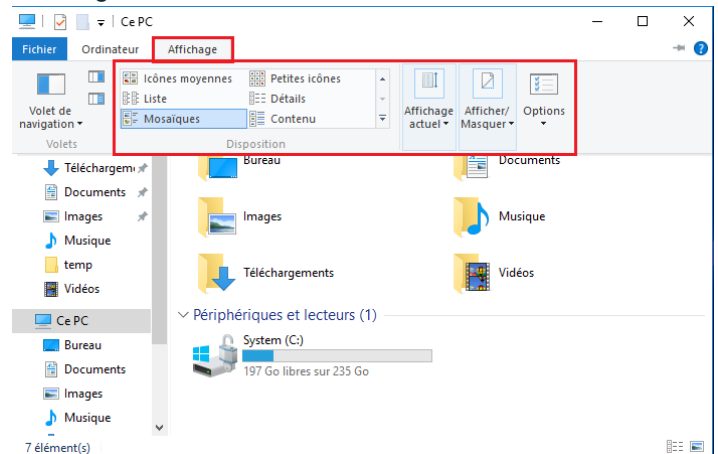 Ce PC
Fichier Ordinateur Affichage
Volet de navigation
Icônes moyennes Petites icônes
Liste Détails
Mosaïques Contenu
Affichage actuel
Afficher/ Masquer
Options
Volets Disposition
Téléchargem
Documents
Images
Musique
temp
Vidéos
Ce PC
Bureau
Documents
Images
Musique
Bureau Documents
Images Musique
Téléchargements Vidéos
Périphériques et lecteurs (1)
System (C:)
197 Go libres sur 235 Go
7 élément(s)